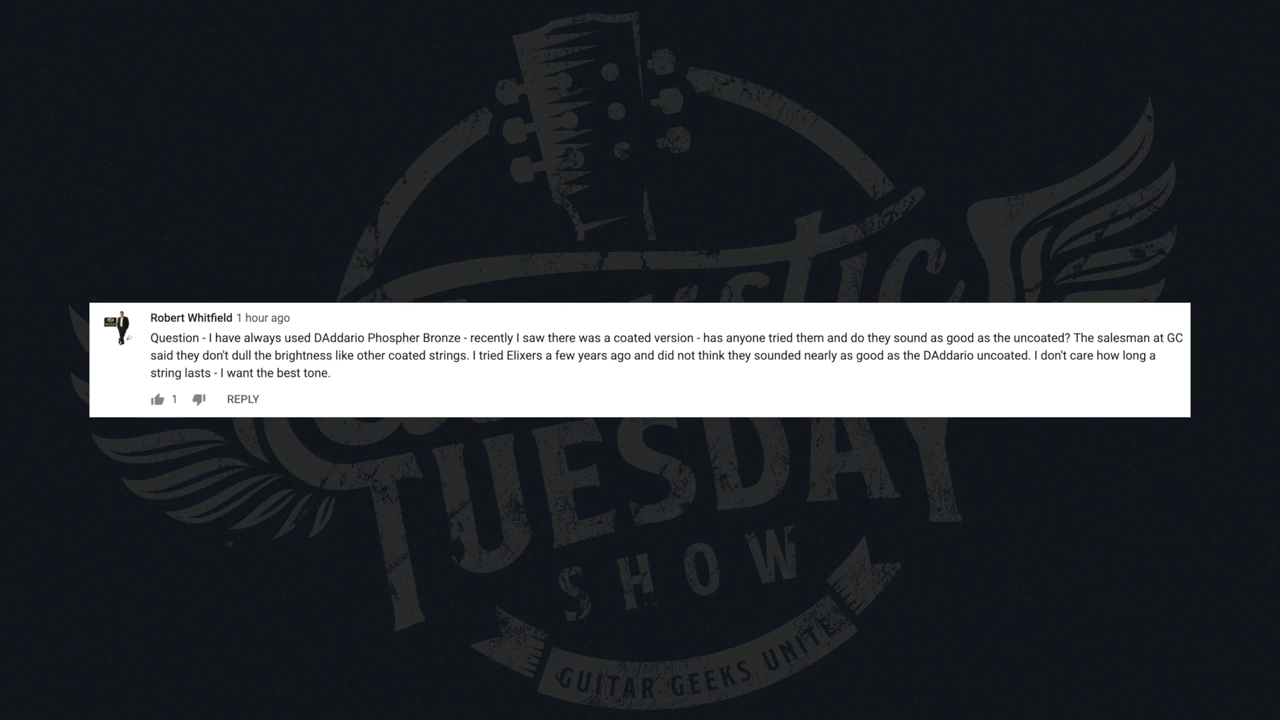 Robert Whitfield 1 hour ago
Question - I have always used DAddario Phospher Bronze - recently I saw there was a coated version - has anyone tried them and do they sound as good as the uncoated? The salesman at GC
said they don't dull the brightness like other coated strings. I tried Elixers a few years ago and did not think they sounded nearly as good as the DAddario uncoated. I don't care how long a
string lasts - I want the best tone.
1 REPLY
TUESDAY
SHOW
GUITAR GEEKS UNITE